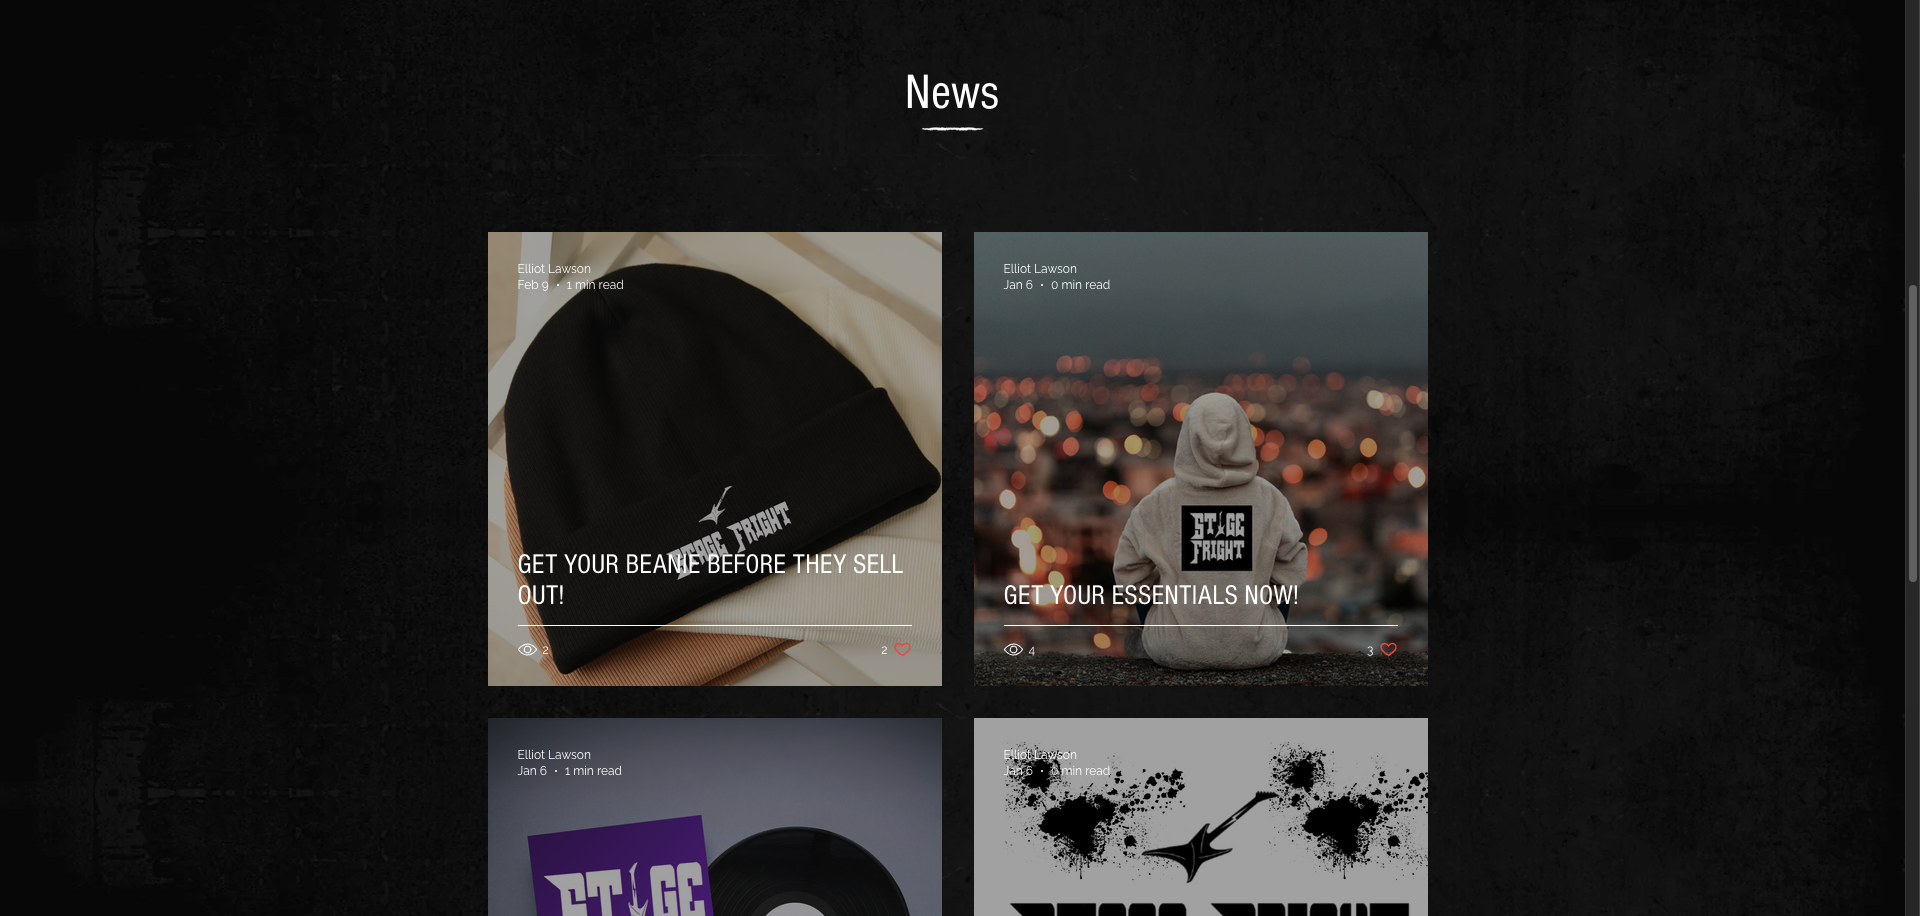 News
Elliot Lawson
Feb 9 · 1 min read
STAGE FRIGHT
GET YOUR BEANIE BEFORE THEY SELL
OUT!
2
2
Elliot Lawson
Jan 6 · 0 min read
STAGE
FRIGHT
GET YOUR ESSENTIALS NOW!
4
3
Elliot Lawson
Jan 6 · 1 min read
STAGE
Elliot Lawson
Jan 6 · 0 min read
STAGE FRIGHT